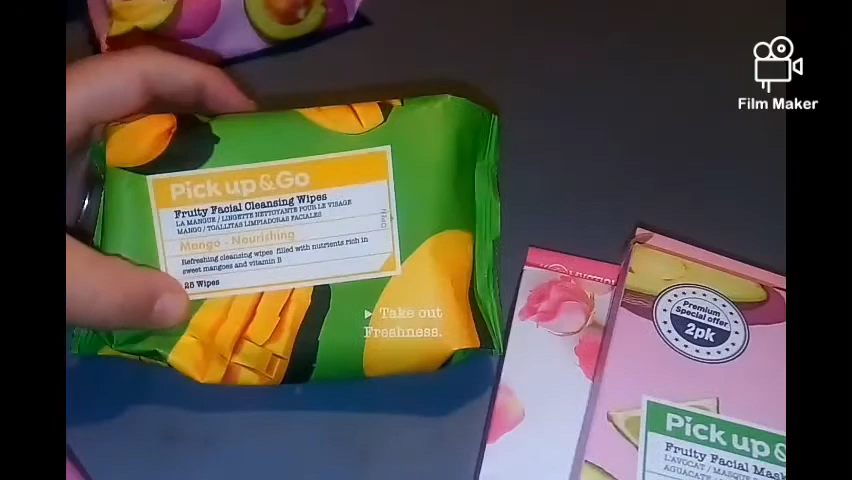 Film Maker
Pick up&Go
Fruity Facial Cleansing Wipes
LA MANGUE / LINGETTE NETTOYANTE POUR LE VISAGE
MANGO / TOALLITAS LIMPIADORAS FACIALES
Mango - Nourishing
Refreshing cleansing wipes filled with nutrients rich in
sweet mangoes and vitamin B
25 Wipes
OPEN
▶ Take out
Freshness.
Premium
Special offer
2pk
Pick up &
Fruity Facial Mask
L'AVOCAT / MASQUE
AGUACATE